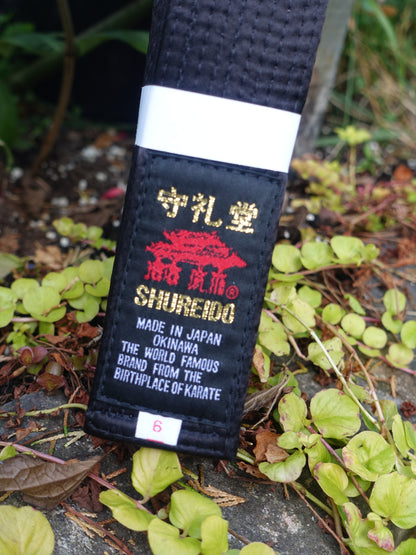 守礼堂
®
SHUREIDO
MADE IN JAPAN
OKINAWA
THE WORLD FAMOUS
BRAND FROM THE
BIRTHPLACE OF KARATE
6